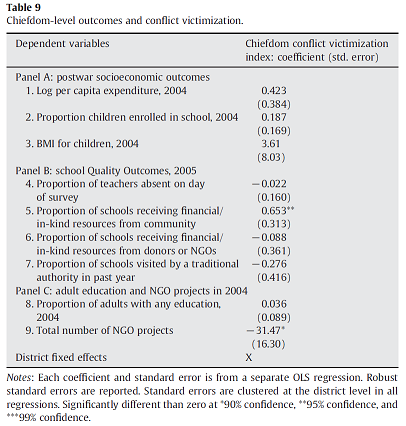 Table 9
Chiefdom-level outcomes and conflict victimization.
Dependent variables Chiefdom conflict victimization
index: coefficient (std. error)
Panel A: postwar socioeconomic outcomes
1. Log per capita expenditure, 2004 0.423
(0.384)
2. Proportion children enrolled in school, 2004 0.187
(0.169)
3. BMI for children, 2004 3.61
(8.03)
Panel B: school Quality Outcomes, 2005
4. Proportion of teachers absent on day −0.022
of survey (0.160)
5. Proportion of schools receiving financial/ 0.653**
in-kind resources from community (0.313)
6. Proportion of schools receiving financial/ −0.088
in-kind resources from donors or NGOs (0.361)
7. Proportion of schools visited by a traditional −0.276
authority in past year (0.416)
Panel C: adult education and NGO projects in 2004
8. Proportion of adults with any education, 0.036
2004 (0.089)
9. Total number of NGO projects −31.47*
(16.30)
District fixed effects X
Notes: Each coefficient and standard error is from a separate OLS regression. Robust
standard errors are reported. Standard errors are clustered at the district level in all
regressions. Significantly different than zero at *90% confidence, **95% confidence, and
***99% confidence.